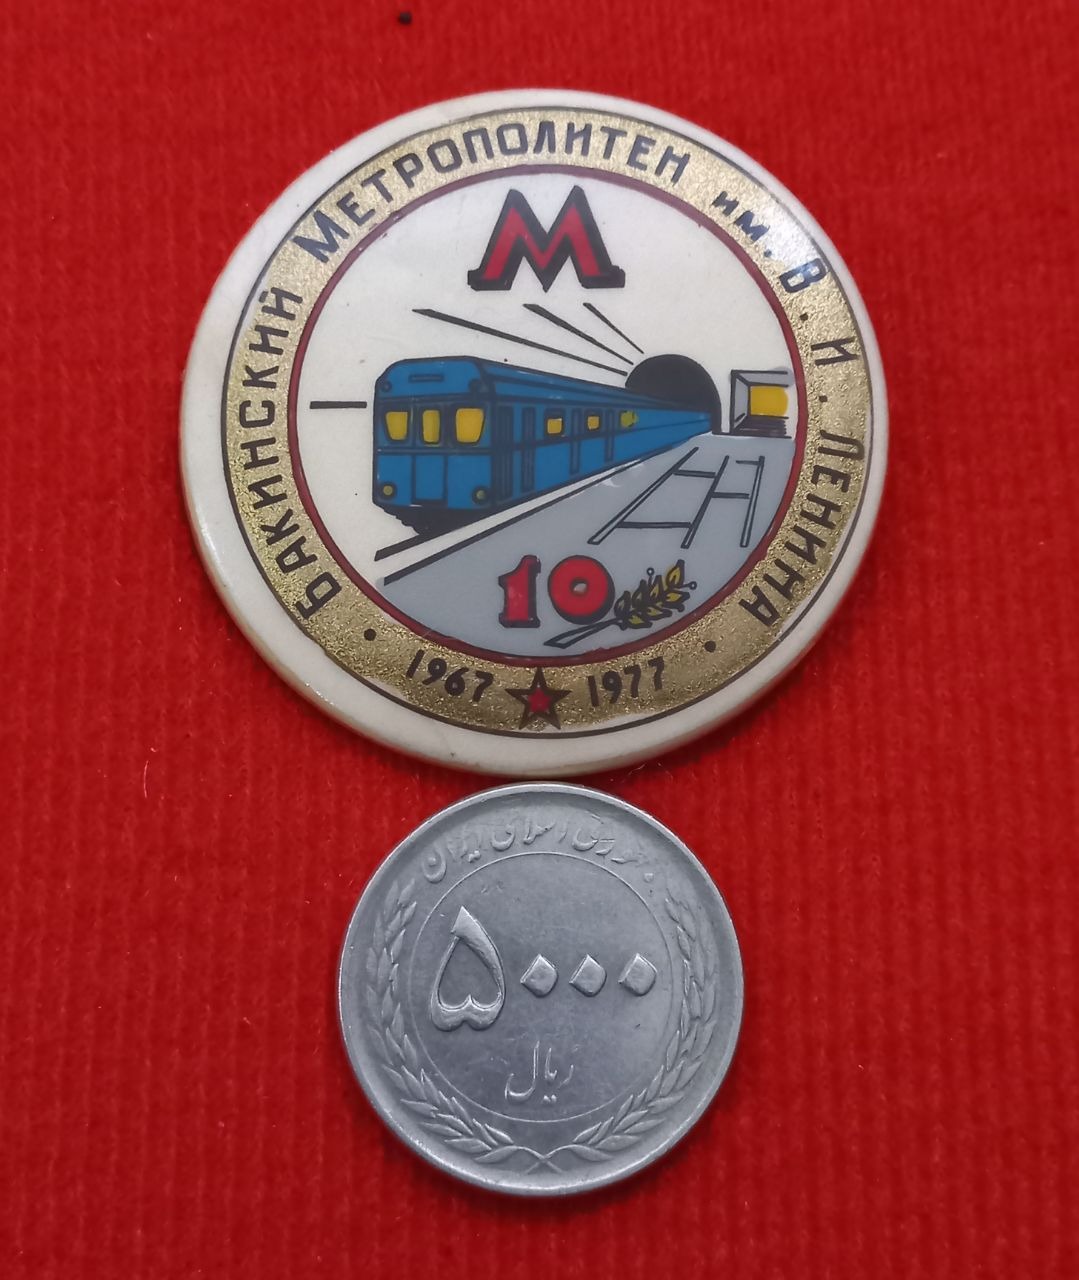 БАКИНСКИЙ МЕТРОПОЛИТЕН им. В. И. ЛЕНИНА
М
10
1967 1977
جمهوری اسلامی ایران
۵۰۰۰
ریال